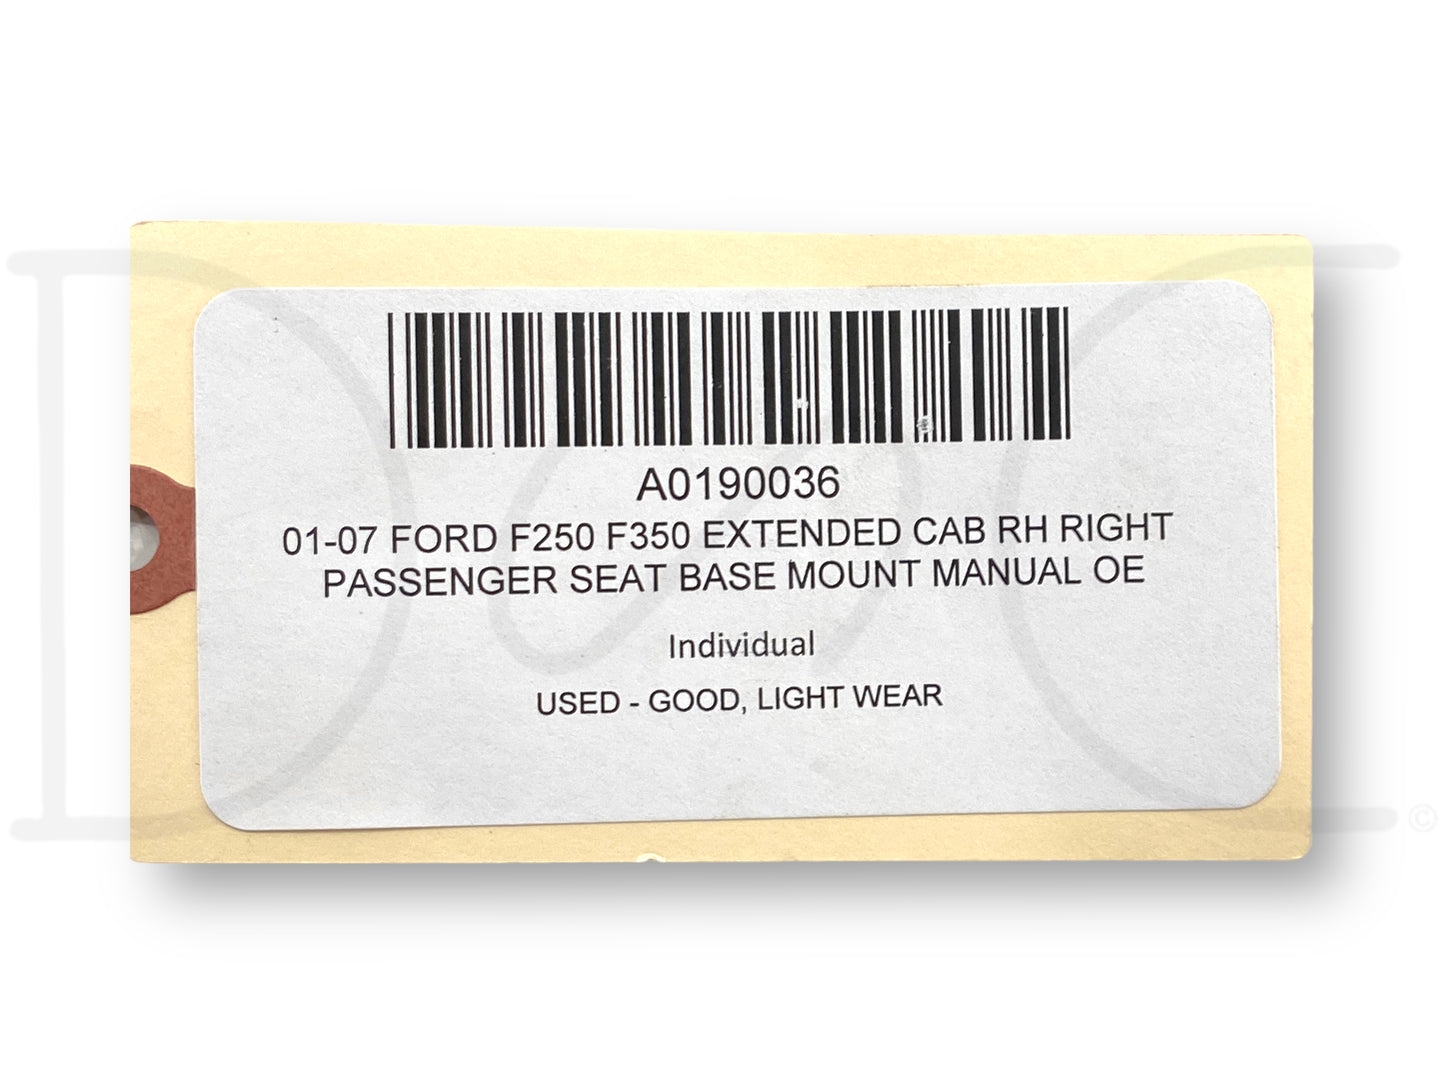 A0190036
01-07 FORD F250 F350 EXTENDED CAB RH RIGHT
PASSENGER SEAT BASE MOUNT MANUAL OE
Individual
USED - GOOD, LIGHT WEAR
©